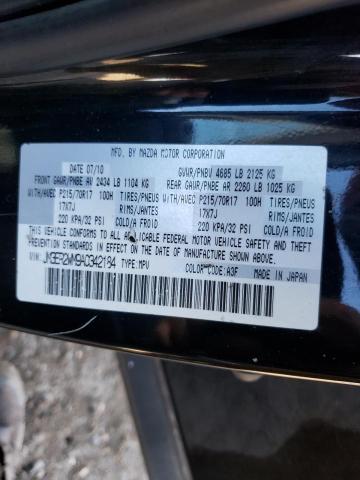 MFG. BY MAZDA MOTOR CORPORATION
DATE 07/10 GVWR/PNBV 4685 LB 2125 KG
FRONT GAWR/PNBE AV 2434 LB 1104 KG REAR GAWR/PNBE AR 2260 LB 1025 KG
WITH/AVEC P215/70R17 100H TIRES/PNEUS WITH/AVEC P215/70R17 100H TIRES/PNEUS
17X7J RIMS/JANTES 17X7J RIMS/JANTES
220 KPA/32 PSI COLD/A FROID 220 KPA/32 PSI COLD/A FROID
THIS VEHICLE CONFORMS TO ALL APPLICABLE FEDERAL MOTOR VEHICLE SAFETY AND
THEFT PREVENTION STANDARDS IN EFFECT ON THE DATE OF MANUFACTURE SHOWN ABOVE.
VIN: JM3ER2WM9A0342184 TYPE: MPV COLOR CODE: A3F MADE IN JAPAN